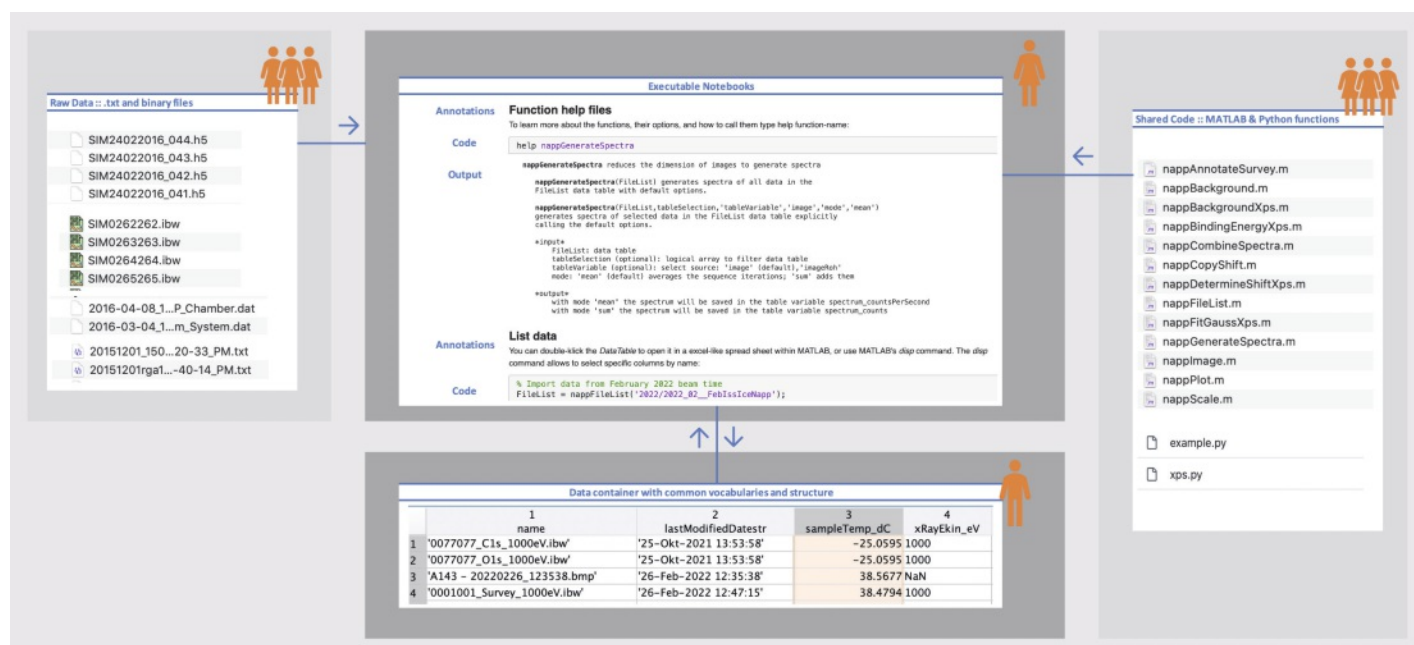 Raw Data :: .txt and binary files
SIM24022016_044.h5
SIM24022016_043.h5
SIM24022016_042.h5
SIM24022016_041.h5
SIM0262262.ibw
SIM0263263.ibw
SIM0264264.ibw
SIM0265265.ibw
2016-04-08_1...P_Chamber.dat
2016-03-04_1...m_System.dat
20151201_150...20-33_PM.txt
20151201rga1...-40-14_PM.txt
Executable Notebooks
Annotations
Function help files
To learn more about the functions, their options, and how to call them type help function-name:
Code
help nappGenerateSpectra
Output
nappGenerateSpectra reduces the dimension of images to generate spectra
nappGenerateSpectra(FileList) generates spectra of all data in the
FileList data table with default options.
nappGenerateSpectra(FileList,tableSelection,'tableVariable','image','mode','mean')
generates spectra of selected data in the FileList data table explicitly
calling the default options.
*input*
FileList: data table
tableSelection (optional): logical array to filter data table
tableVariable (optional): select source: 'image' (default),'imageRoh'
mode: 'mean' (default) averages the sequence iterations; 'sum' adds them
*output*
with mode 'mean' the spectrum will be saved in the table variable spectrum_countsPerSecond
with mode 'sum' the spectrum will be saved in the table variable spectrum_counts
Annotations
List data
You can double-klick the DataTable to open it in a excel-like spread sheet within MATLAB, or use MATLAB's disp command. The disp
command allows to select specific columns by name:
Code
% Import data from February 2022 beam time
FileList = nappFileList('2022/2022_02__FebIssIceNapp');
Shared Code :: MATLAB & Python functions
nappAnnotateSurvey.m
nappBackground.m
nappBackgroundXps.m
nappBindingEnergyXps.m
nappCombineSpectra.m
nappCopyShift.m
nappDetermineShiftXps.m
nappFileList.m
nappFitGaussXps.m
nappGenerateSpectra.m
nappImage.m
nappPlot.m
nappScale.m
example.py
xps.py
Data container with common vocabularies and structure
1 2 3 4
name lastModifiedDatestr sampleTemp_dC xRayEkin_eV
1 '0077077_C1s_1000eV.ibw' '25-Okt-2021 13:53:58' -25.0595 1000
2 '0077077_O1s_1000eV.ibw' '25-Okt-2021 13:53:58' -25.0595 1000
3 'A143 - 20220226_123538.bmp' '26-Feb-2022 12:35:38' 38.5677 NaN
4 '0001001_Survey_1000eV.ibw' '26-Feb-2022 12:47:15' 38.4794 1000